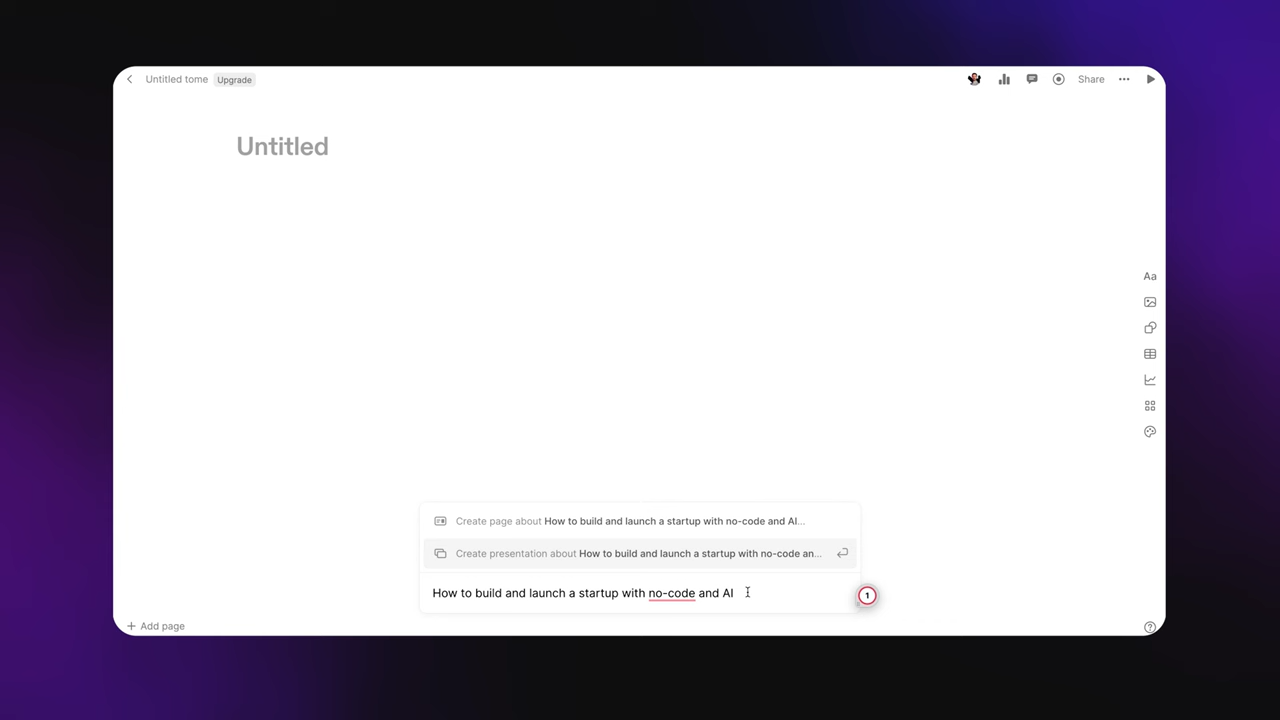 Untitled tome Upgrade Share
Untitled
Aa
Create page about How to build and launch a startup with no-code and AI...
Create presentation about How to build and launch a startup with no-code an...
How to build and launch a startup with no-code and AI
1
+ Add page